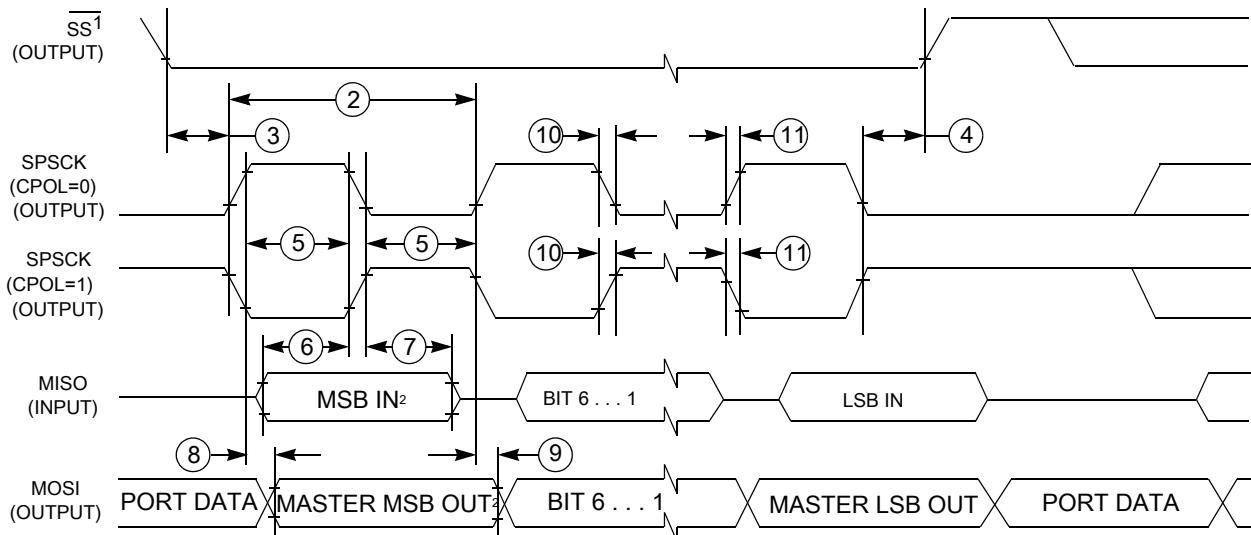 SS1
(OUTPUT)
2
3
10
11
4
SPSCK
(CPOL=0)
(OUTPUT)
5
5
SPSCK
(CPOL=1)
(OUTPUT)
10
11
6
7
MISO
(INPUT)
MSB IN2
BIT 6 . . . 1
LSB IN
8
9
MOSI
(OUTPUT)
PORT DATA
MASTER MSB OUT2
BIT 6 . . . 1
MASTER LSB OUT
PORT DATA